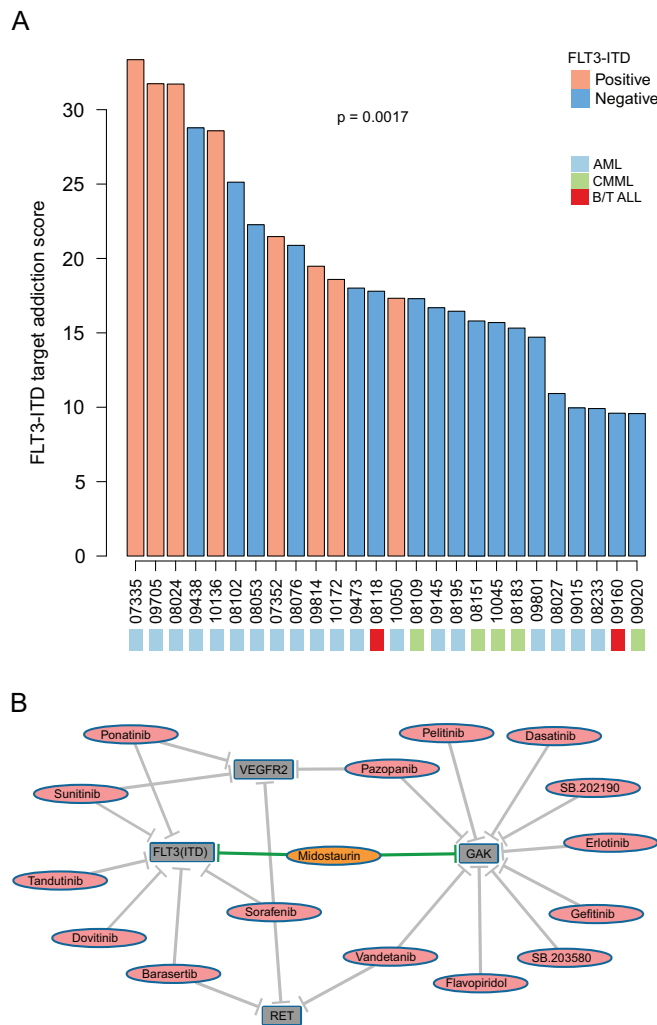 A
FLT3-ITD
Positive
Negative
p = 0.0017
AML
CMML
B/T ALL
FLT3-ITD target addiction score
30
25
20
15
10
5
0
07335
09705
08024
09438
10136
08102
08053
07352
08076
09814
10172
09473
08118
10050
08109
09145
08195
08151
10045
08183
09801
08027
09015
08233
09160
09020
B
Ponatinib
Pelitinib
Dasatinib
VEGFR2
Pazopanib
Sunitinib
SB.202190
FLT3(ITD)
Midostaurin
GAK
Erlotinib
Tandutinib
Sorafenib
Gefitinib
Dovitinib
Vandetanib
SB.203580
Barasertib
Flavopiridol
RET